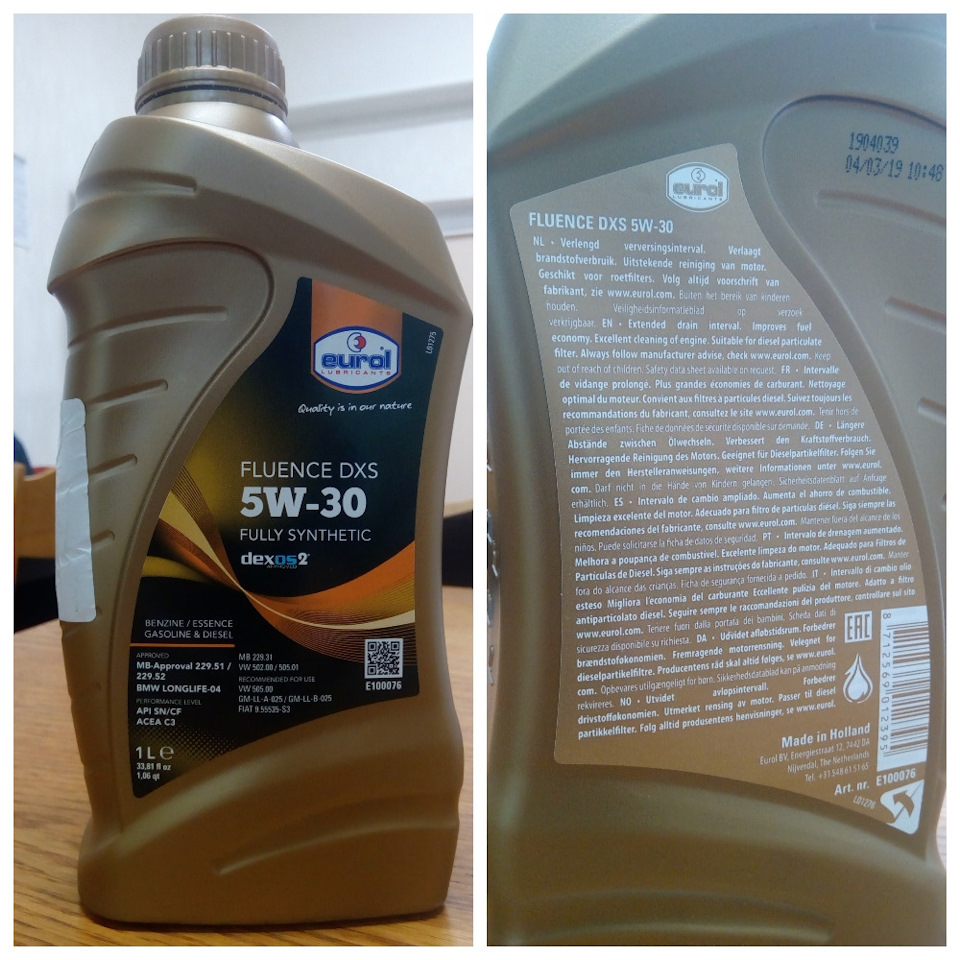 eurol
LUBRICANTS
L01275
Quality is in our nature
FLUENCE DXS
5W-30
FULLY SYNTHETIC
dexos2
APPROVED
BENZINE / ESSENCE
GASOLINE & DIESEL
APPROVED
MB-Approval 229.51 /
229.52
BMW LONGLIFE-04
PERFORMANCE LEVEL
API SN/CF
ACEA C3
MB 229.31
VW 502.00 / 505.01
RECOMMENDED FOR USE
VW 505.00
GM-LL-A-025 / GM-LL-B-025
FIAT 9.55535-S3
E100076
1 L e
33,81 fl oz
1,06 qt
1904039
04/03/19 10:46
eurol
LUBRICANTS
FLUENCE DXS 5W-30
NL • Verlengd verversingsinterval. Verlaagt
brandstofverbruik. Uitstekende reiniging van motor.
Geschikt voor roetfilters. Volg altijd voorschrift van
fabrikant, zie www.eurol.com. Buiten het bereik van kinderen
houden. Veiligheidsinformatieblad op verzoek
verkrijgbaar. EN • Extended drain interval. Improves fuel
economy. Excellent cleaning of engine. Suitable for diesel particulate
filter. Always follow manufacturer advise, check www.eurol.com. Keep
out of reach of children. Safety data sheet available on request. FR • Intervalle
de vidange prolongé. Plus grandes économies de carburant. Nettoyage
optimal du moteur. Convient aux filtres à particules diesel. Suivez toujours les
recommandations du fabricant, consultez le site www.eurol.com. Tenir hors de
portée des enfants. Fiche de données de sécurité disponible sur demande. DE • Längere
Abstände zwischen Ölwechseln. Verbessert den Kraftstoffverbrauch.
Hervorragende Reinigung des Motors. Geeignet für Dieselpartikelfilter. Folgen Sie
immer den Herstelleranweisungen, weitere Informationen unter www.eurol.
com. Darf nicht in die Hände von Kindern gelangen. Sicherheitsdatenblatt auf Anfrage
erhältlich. ES • Intervalo de cambio ampliado. Aumenta el ahorro de combustible.
Limpieza excelente del motor. Adecuado para filtro de partículas diesel. Siga siempre las
recomendaciones del fabricante, consulte www.eurol.com. Mantener fuera del alcance de los
niños. Puede solicitarse la ficha de datos de seguridad. PT • Intervalo de drenagem aumentado.
Melhora a poupança de combustível. Excelente limpeza do motor. Adequado para Filtros de
Partículas de Diesel. Siga sempre as instruções do fabricante, consulte www.eurol.com. Manter
fora do alcance das crianças. Ficha de segurança fornecida a pedido. IT • Intervallo di cambio olio
esteso Migliora l'economia del carburante Eccellente pulizia del motore. Adatto a filtro
antiparticolato diesel. Seguire sempre le raccomandazioni del produttore, controllare sul sito
www.eurol.com. Tenere fuori dalla portata dei bambini. Scheda dati di
sicurezza disponibile su richiesta. DA • Udvidet afløbstidsrum. Forbedrer
brændstoføkonomien. Fremragende motorrensning. Velegnet for
dieselpartikelfiltre. Producentens råd skal altid følges, se www.eurol.
com. Opbevares utilgængeligt for børn. Sikkerhedsdatablad kan på anmodning
rekvireres. NO • Utvidet avløpsintervall. Forbedrer
drivstofføkonomien. Utmerket rensing av motor. Passer til diesel
partikkelfilter. Følg alltid produsentens henvisninger, se www.eurol.com.
EAC
8 712569 012395
Made in Holland
Eurol BV, Energiestraat 12, 7442 DA
Nijverdal, The Netherlands
Tel. +31 548 61 51 65
Art. nr. E100076
L01276